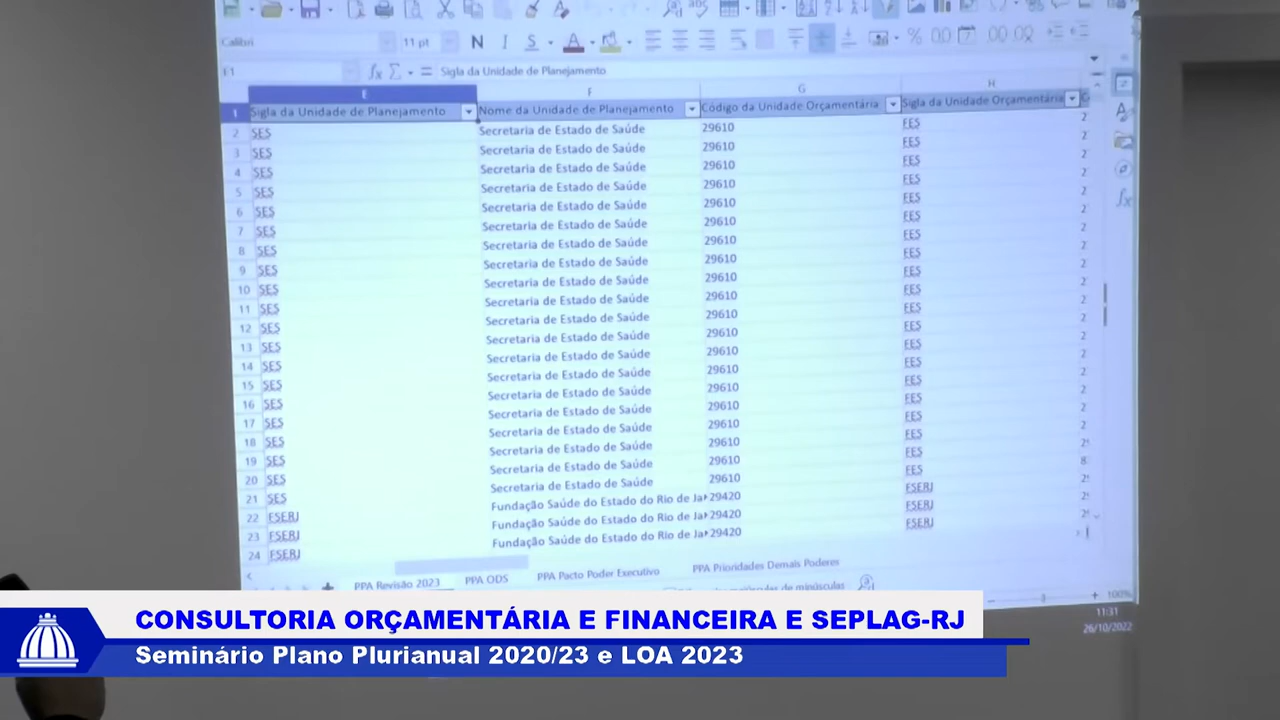 Calibri 11 pt N I S A % 00
E1 fx Σ = Sigla da Unidade de Planejamento
E F G H
1 Sigla da Unidade de Planejamento Nome da Unidade de Planejamento Código da Unidade Orçamentária Sigla da Unidade Orçamentária
2 SES Secretaria de Estado de Saúde 29610 FES
3 SES Secretaria de Estado de Saúde 29610 FES
4 SES Secretaria de Estado de Saúde 29610 FES
5 SES Secretaria de Estado de Saúde 29610 FES
6 SES Secretaria de Estado de Saúde 29610 FES
7 SES Secretaria de Estado de Saúde 29610 FES
8 SES Secretaria de Estado de Saúde 29610 FES
9 SES Secretaria de Estado de Saúde 29610 FES
10 SES Secretaria de Estado de Saúde 29610 FES
11 SES Secretaria de Estado de Saúde 29610 FES
12 SES Secretaria de Estado de Saúde 29610 FES
13 SES Secretaria de Estado de Saúde 29610 FES
14 SES Secretaria de Estado de Saúde 29610 FES
15 SES Secretaria de Estado de Saúde 29610 FES
16 SES Secretaria de Estado de Saúde 29610 FES
17 SES Secretaria de Estado de Saúde 29610 FES
18 SES Secretaria de Estado de Saúde 29610 FES
19 SES Secretaria de Estado de Saúde 29610 FES
20 SES Secretaria de Estado de Saúde 29610 FES
21 SES Secretaria de Estado de Saúde 29610 FES
22 FSERJ Fundação Saúde do Estado do Rio de Ja 29420 FSERJ
23 FSERJ Fundação Saúde do Estado do Rio de Ja 29420 FSERJ
24 FSERJ Fundação Saúde do Estado do Rio de Ja 29420 FSERJ
PPA Revisão 2023 PPA ODS PPA Pacto Poder Executivo PPA Prioridades Demais Poderes
de minúsculas
100%
11:31
26/10/2022
CONSULTORIA ORÇAMENTÁRIA E FINANCEIRA E SEPLAG-RJ
Seminário Plano Plurianual 2020/23 e LOA 2023